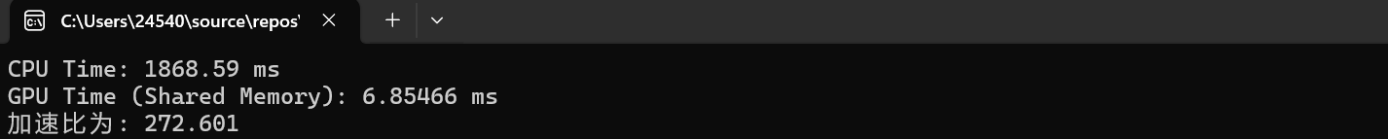 C:\Users\24540\source\repos\
CPU Time: 1868.59 ms
GPU Time (Shared Memory): 6.85466 ms
加速比为: 272.601